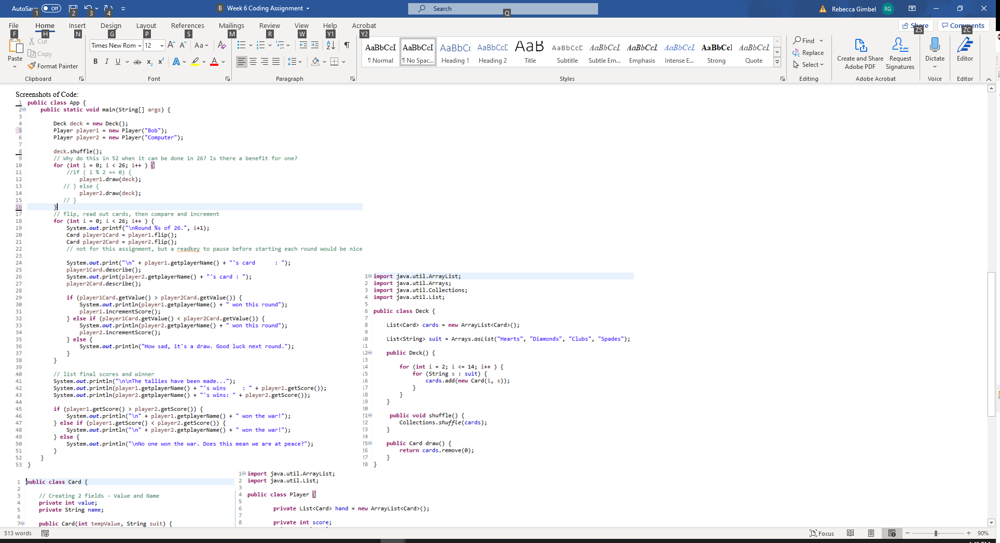 AutoSave Off
1 2 3 4
B Week 6 Coding Assignment
Search
Q
Rebecca Gimbel RG
File Home Insert Design Layout References Mailings Review View Help Acrobat
F H N G P S M R W Y1 Y2
Share Comments
ZS ZC
Paste
Cut
Copy
Format Painter
Clipboard
Times New Rom 12
Font
Paragraph
AaBbCcI AaBbCcI AaBbC AaBbCcD AaB AaBbCcD AaBbCcL AaBbCcL AaBbCcL AaBbCcI AaBbCcL
¶ Normal ¶ No Spac... Heading 1 Heading 2 Title Subtitle Subtle Em... Emphasis Intense E... Strong Quote
Styles
Find
Replace
Select
Editing
Create and Share Adobe PDF
Request Signatures
Adobe Acrobat
Dictate
Voice
Editor
Editor
Screenshots of Code:
1 public class App {
2 public static void main(String[] args) {
3
4 Deck deck = new Deck();
5 Player player1 = new Player("Bob");
6 Player player2 = new Player("Computer");
7
8 deck.shuffle();
9 // Why do this in 52 when it can be done in 26? Is there a benefit for one?
10 for (int i = 0; i < 26; i++ ) {
11 //if ( i % 2 == 0) {
12 player1.draw(deck);
13 // } else {
14 player2.draw(deck);
15 // }
16 }
17 // flip, read out cards, then compare and increment
18 for (int i = 0; i < 26; i++ ) {
19 System.out.printf("\nRound %s of 26.", i+1);
20 Card player1Card = player1.flip();
21 Card player2Card = player2.flip();
22 // not for this assignment, but a readkey to pause before starting each round would be nice
23
24 System.out.print("\n" + player1.getplayerName() + "'s card      : ");
25 player1Card.describe();
26 System.out.print(player2.getplayerName() + "'s card : ");
27 player2Card.describe();
28
29 if (player1Card.getValue() > player2Card.getValue()) {
30 System.out.println(player1.getplayerName() + " won this round");
31 player1.incrementScore();
32 } else if (player1Card.getValue() < player2Card.getValue()) {
33 System.out.println(player2.getplayerName() + " won this round");
34 player2.incrementScore();
35 } else {
36 System.out.println("How sad, it's a draw. Good luck next round.");
37 }
38 }
39
40 // list final scores and winner
41 System.out.println("\n\nThe tallies have been made...");
42 System.out.println(player1.getplayerName() + "'s wins     : " + player1.getScore());
43 System.out.println(player2.getplayerName() + "'s wins: " + player2.getScore());
44
45 if (player1.getScore() > player2.getScore()) {
46 System.out.println("\n" + player1.getplayerName() + " won the war!");
47 } else if (player1.getScore() < player2.getScore()) {
48 System.out.println("\n" + player2.getplayerName() + " won the war!");
49 } else {
50 System.out.println("\nNo one won the war. Does this mean we are at peace?");
51 }
52 }
53 }
1 import java.util.ArrayList;
2 import java.util.Arrays;
3 import java.util.Collections;
4 import java.util.List;
5
6 public class Deck {
7
8 List<Card> cards = new ArrayList<Card>();
9
10 List<String> suit = Arrays.asList("Hearts", "Diamonds", "Clubs", "Spades");
11
12 public Deck() {
13
14 for (int i = 2; i <= 14; i++ ) {
15 for (String s : suit) {
16 cards.add(new Card(i, s));
17 }
18 }
19 }
20
21 public void shuffle() {
22 Collections.shuffle(cards);
23 }
24
25 public Card draw() {
26 return cards.remove(0);
27 }
28 }
1 public class Card {
2
3 // Creating 2 fields - Value and Name
4 private int value;
5 private String name;
6
7 public Card(int tempValue, String suit) {
1 import java.util.ArrayList;
2 import java.util.List;
3
4 public class Player {
5
6 private List<Card> hand = new ArrayList<Card>();
7
8 private int score;
513 words
Focus
90%